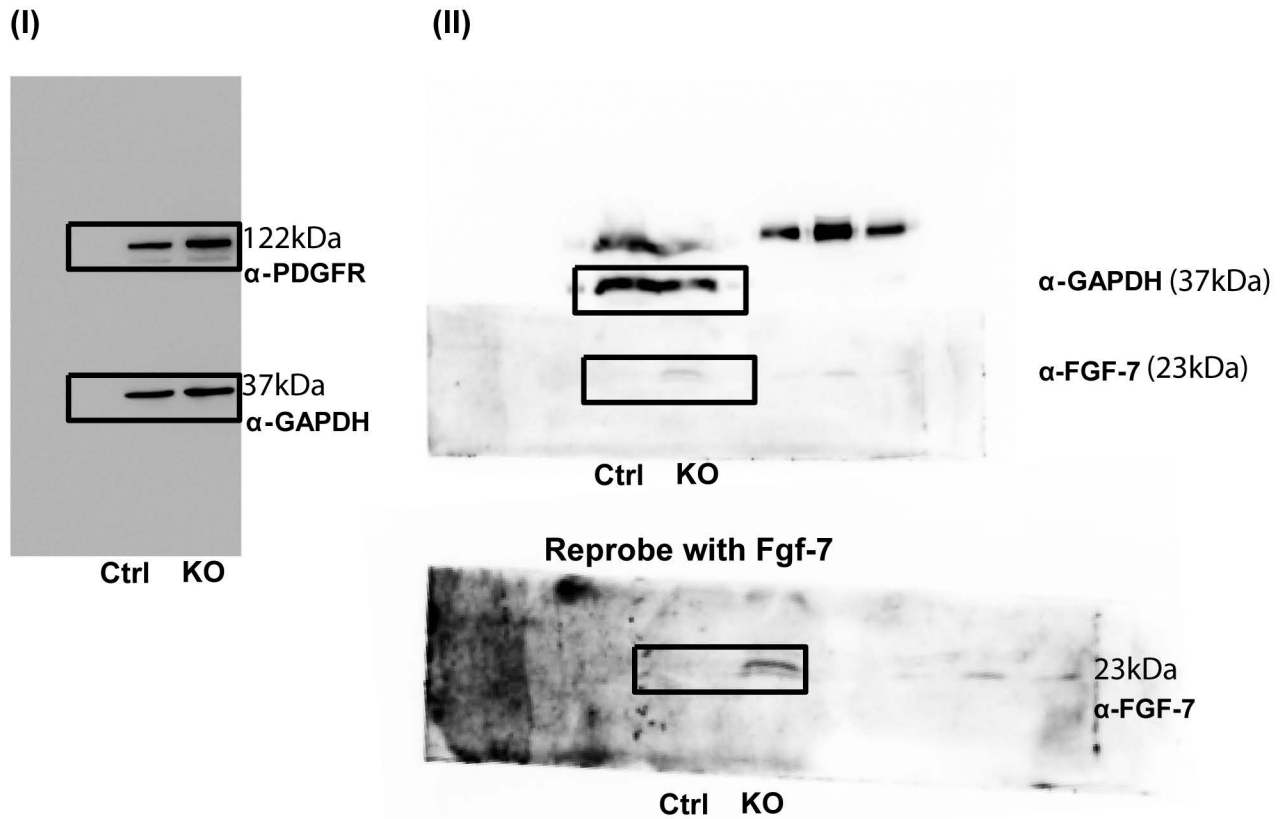 (I)
(II)
122kDa
α-PDGFR
37kDa
α-GAPDH
Ctrl KO
α-GAPDH (37kDa)
α-FGF-7 (23kDa)
Ctrl KO
Reprobe with Fgf-7
23kDa
α-FGF-7
Ctrl KO